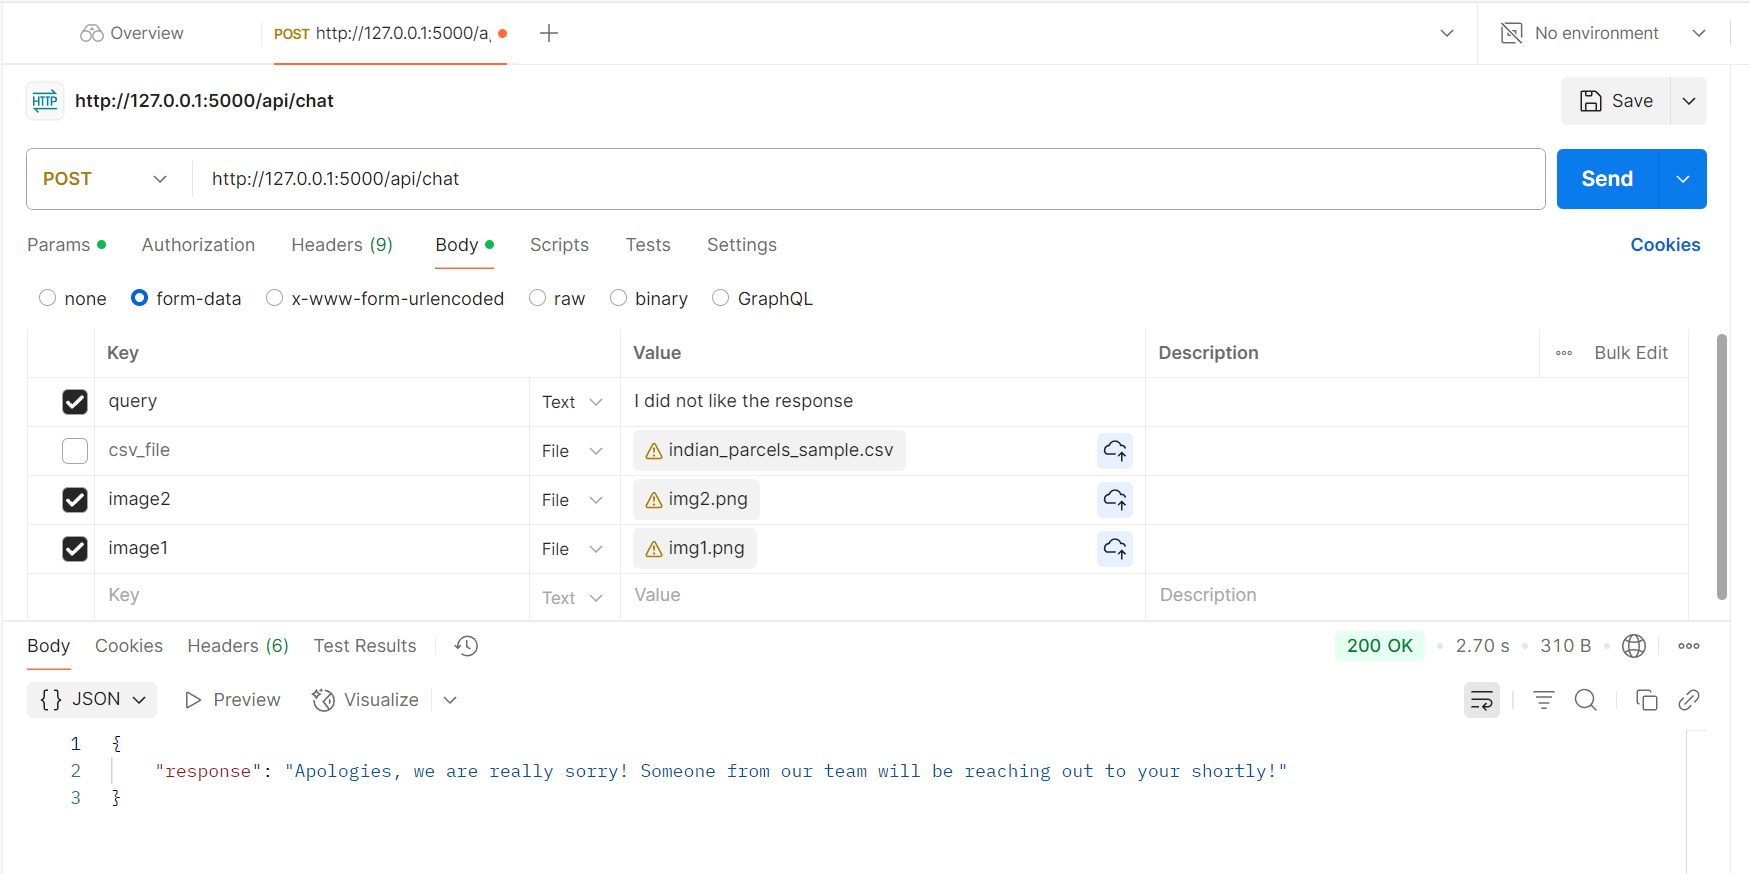 Overview
POST http://127.0.0.1:5000/a
No environment
HTTP http://127.0.0.1:5000/api/chat
Save
POST http://127.0.0.1:5000/api/chat
Send
Params Authorization Headers (9) Body Scripts Tests Settings Cookies
none form-data x-www-form-urlencoded raw binary GraphQL
Key Value Description Bulk Edit
query Text I did not like the response
csv_file File indian_parcels_sample.csv
image2 File img2.png
image1 File img1.png
Key Text Value Description
Body Cookies Headers (6) Test Results 200 OK 2.70 s 310 B
{} JSON Preview Visualize
1 {
2 "response": "Apologies, we are really sorry! Someone from our team will be reaching out to your shortly!"
3 }